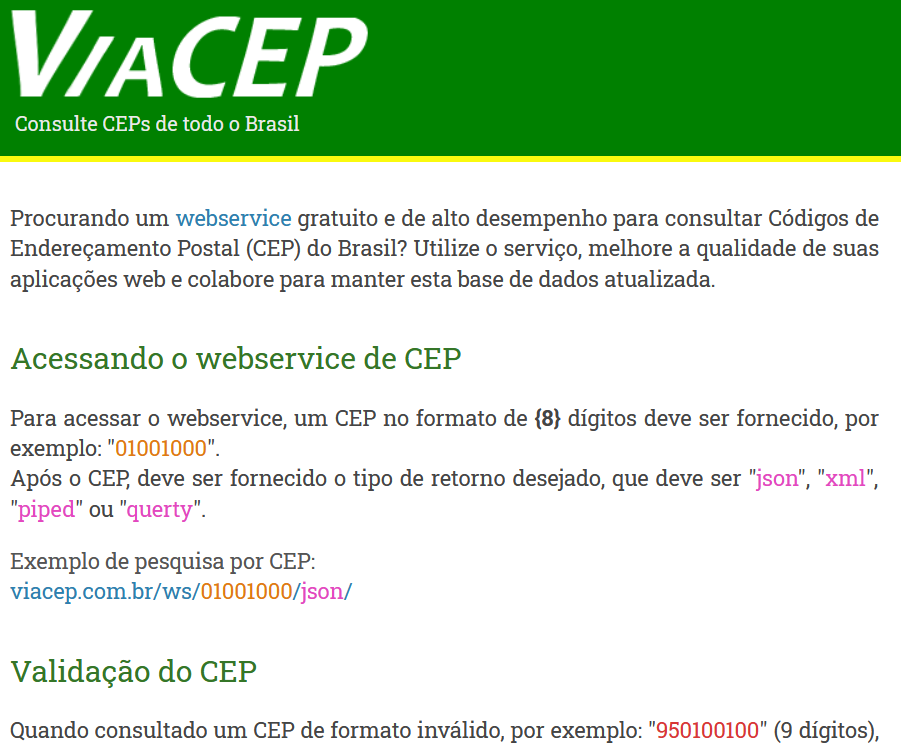 ViaCEP
Consulte CEPs de todo o Brasil
Procurando um webservice gratuito e de alto desempenho para consultar Códigos de
Endereçamento Postal (CEP) do Brasil? Utilize o serviço, melhore a qualidade de suas
aplicações web e colabore para manter esta base de dados atualizada.
Acessando o webservice de CEP
Para acessar o webservice, um CEP no formato de {8} dígitos deve ser fornecido, por
exemplo: "01001000".
Após o CEP, deve ser fornecido o tipo de retorno desejado, que deve ser "json", "xml",
"piped" ou "querty".
Exemplo de pesquisa por CEP:
viacep.com.br/ws/01001000/json/
Validação do CEP
Quando consultado um CEP de formato inválido, por exemplo: "950100100" (9 dígitos),